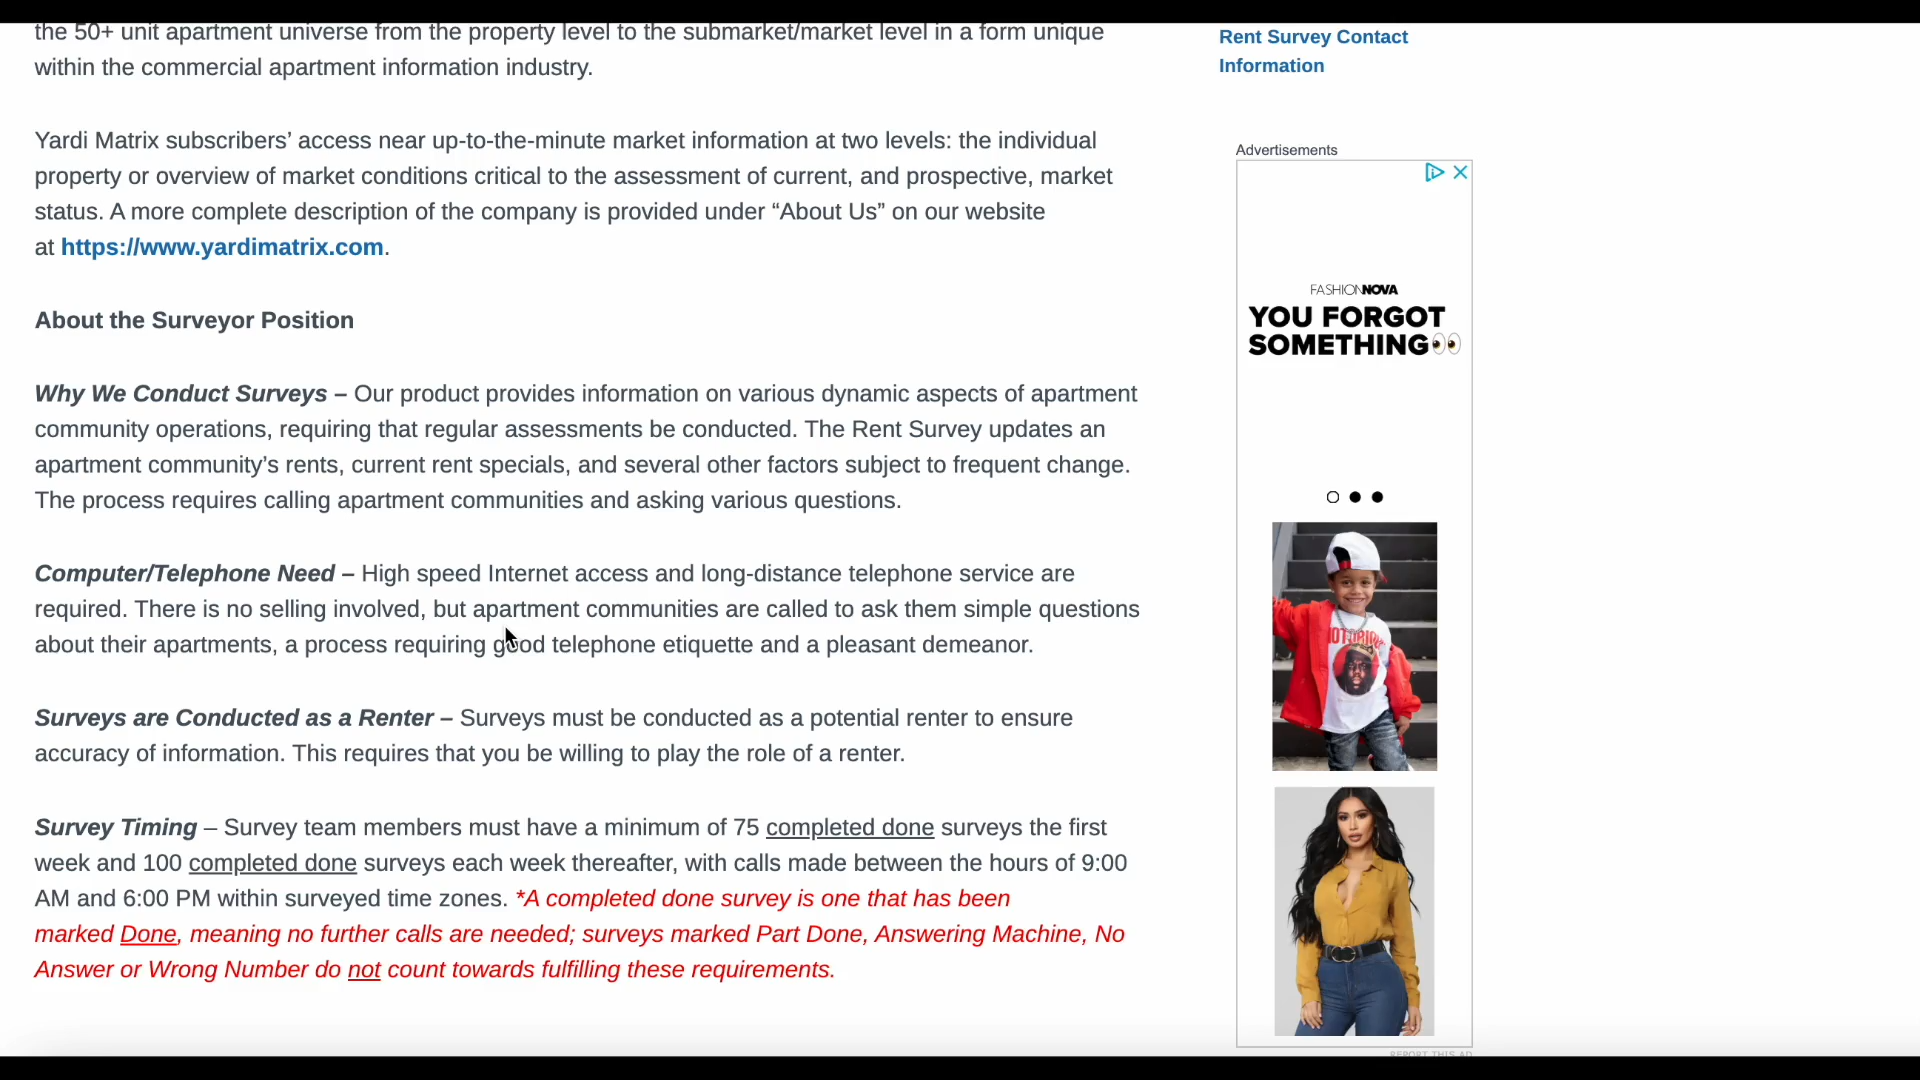 the 50+ unit apartment universe from the property level to the submarket/market level in a form unique
within the commercial apartment information industry.
Yardi Matrix subscribers’ access near up-to-the-minute market information at two levels: the individual
property or overview of market conditions critical to the assessment of current, and prospective, market
status. A more complete description of the company is provided under “About Us” on our website
at https://www.yardimatrix.com.
About the Surveyor Position
Why We Conduct Surveys – Our product provides information on various dynamic aspects of apartment
community operations, requiring that regular assessments be conducted. The Rent Survey updates an
apartment community’s rents, current rent specials, and several other factors subject to frequent change.
The process requires calling apartment communities and asking various questions.
Computer/Telephone Need – High speed Internet access and long-distance telephone service are
required. There is no selling involved, but apartment communities are called to ask them simple questions
about their apartments, a process requiring good telephone etiquette and a pleasant demeanor.
Surveys are Conducted as a Renter – Surveys must be conducted as a potential renter to ensure
accuracy of information. This requires that you be willing to play the role of a renter.
Survey Timing – Survey team members must have a minimum of 75 completed done surveys the first
week and 100 completed done surveys each week thereafter, with calls made between the hours of 9:00
AM and 6:00 PM within surveyed time zones. *A completed done survey is one that has been
marked Done, meaning no further calls are needed; surveys marked Part Done, Answering Machine, No
Answer or Wrong Number do not count towards fulfilling these requirements.
Rent Survey Contact
Information
Advertisements
FASHIONNOVA
YOU FORGOT
SOMETHING👀
NOTORIOUS
REPORT THIS AD